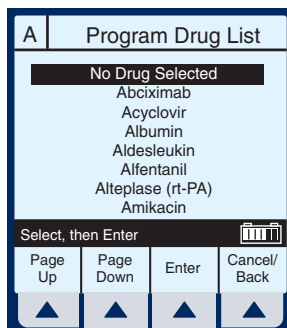 A Program Drug List
No Drug Selected
Abciximab
Acyclovir
Albumin
Aldesleukin
Alfentanil
Alteplase (rt-PA)
Amikacin
Select, then Enter
Page Up
Page Down
Enter
Cancel/ Back